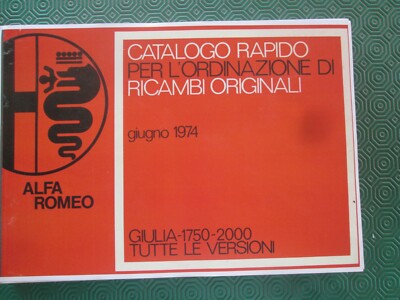 CATALOGO RAPIDO
PER L'ORDINAZIONE DI
RICAMBI ORIGINALI
giugno 1974
ALFA
ROMEO
GIULIA-1750-2000
TUTTE LE VERSIONI